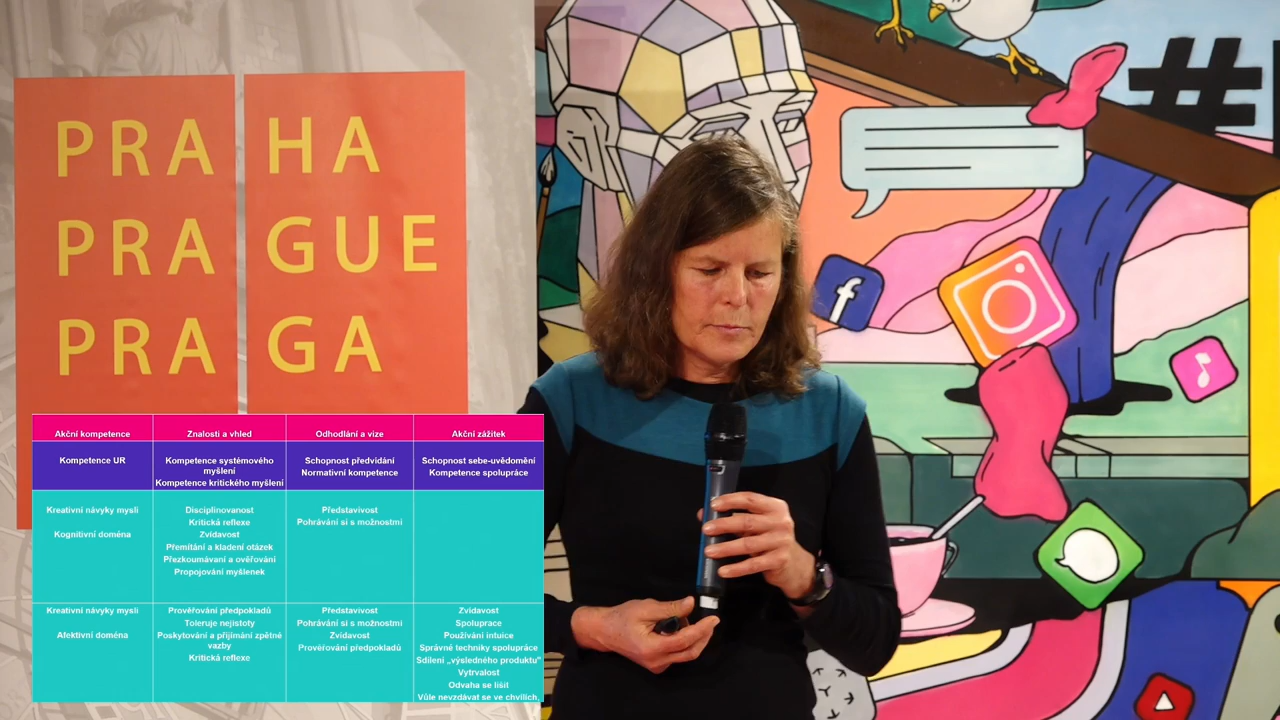 PRA HA
PRA GUE
PRA GA
#
f
Akční kompetence
Znalosti a vhled
Odhodlání a vize
Akční zážitek
Kompetence UR
Kompetence systémového
myšlení
Kompetence kritického myšlení
Schopnost předvídání
Normativní kompetence
Schopnost sebe-uvědomění
Kompetence spolupráce
Kreativní návyky mysli
Kognitivní doména
Disciplinovanost
Kritická reflexe
Zvídavost
Přemítání a kladení otázek
Přezkoumávaní a ověřování
Propojování myšlenek
Představivost
Pohrávání si s možnostmi
Kreativní návyky mysli
Afektivní doména
Prověřování předpokladů
Toleruje nejistoty
Poskytování a přijímání zpětné
vazby
Kritická reflexe
Představivost
Pohrávání si s možnostmi
Zvídavost
Prověřování předpokladů
Zvídavost
Spoluprace
Používání intuice
Správné techniky spolupráce
Sdílení „výsledného produktu"
Vytrvalost
Odvaha se lišit
Vůle nevzdávat se ve chvílích,